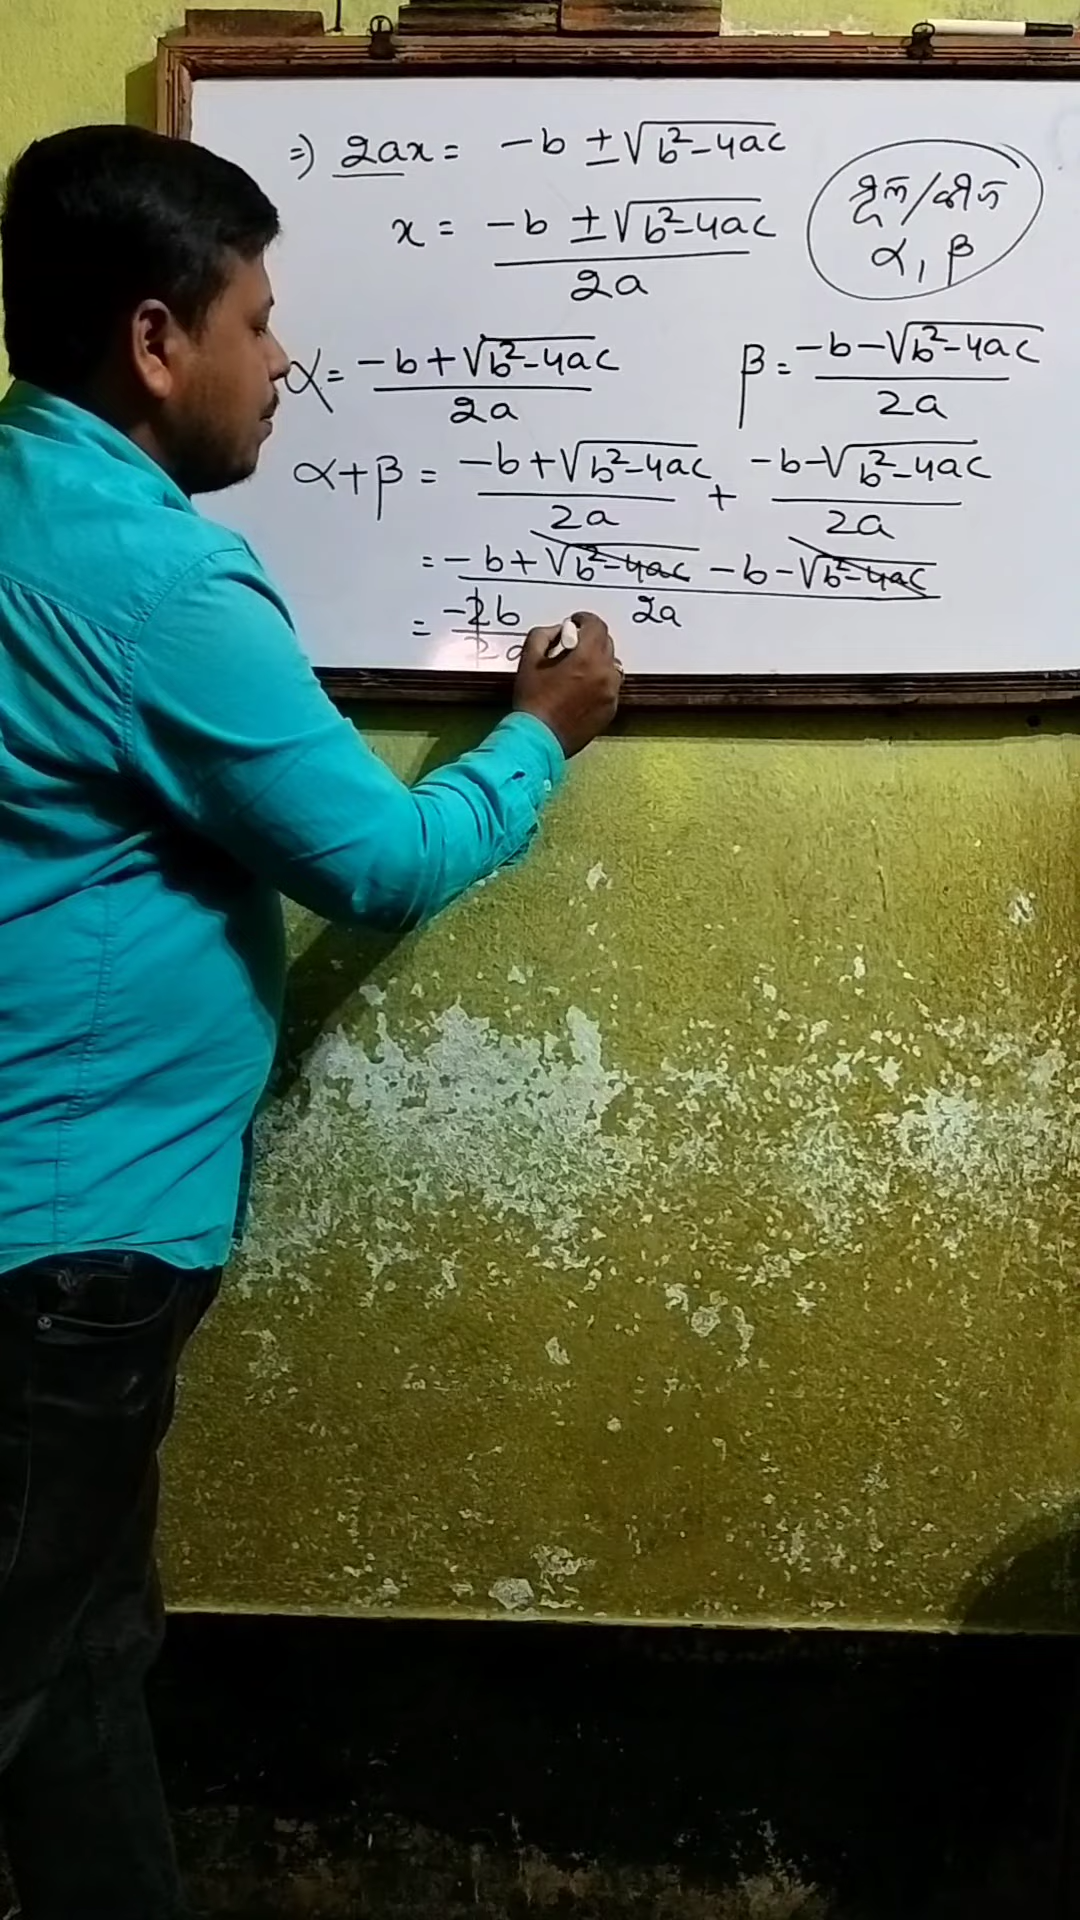 ⇒) 2ax = -b ± √b²-4ac
x = -b ± √b²-4ac / 2a
ମୂଳ/ବୀଜ
α, β
α = -b+√b²-4ac / 2a
β = -b-√b²-4ac / 2a
α+β = -b+√b²-4ac / 2a + -b-√b²-4ac / 2a
= -b+√b²-4ac -b-√b²-4ac / 2a
= -2b / 2a